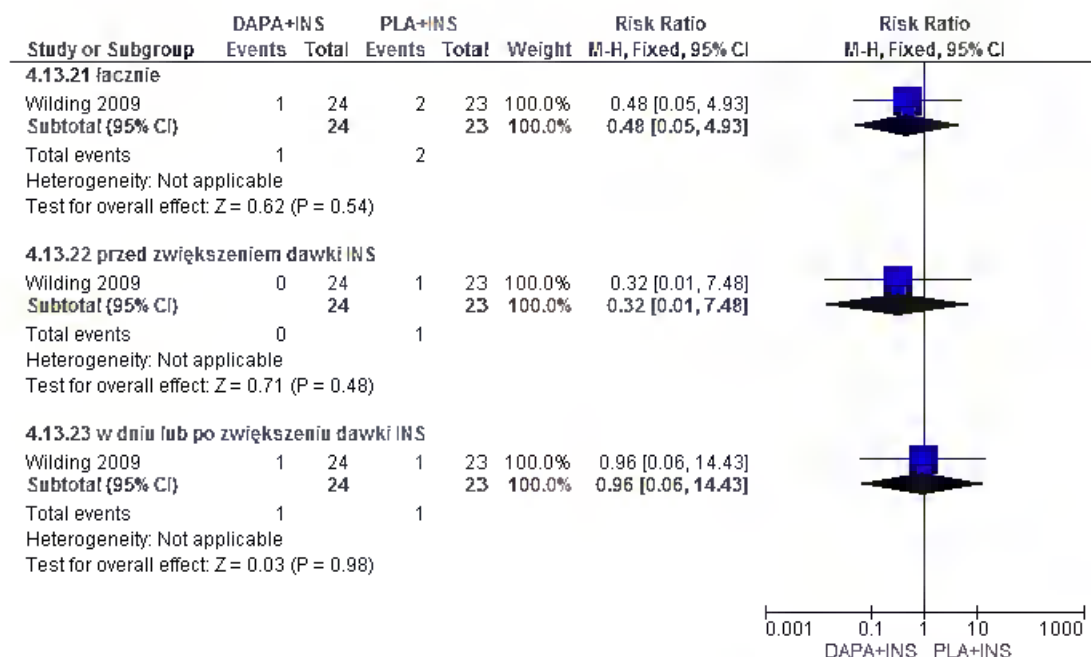 DAPA+INS PLA+INS Risk Ratio Risk Ratio
Study or Subgroup Events Total Events Total Weight M-H, Fixed, 95% CI M-H, Fixed, 95% CI
4.13.21 łącznie
Wilding 2009 1 24 2 23 100.0% 0.48 [0.05, 4.93]
Subtotal (95% CI) 24 23 100.0% 0.48 [0.05, 4.93]
Total events 1 2
Heterogeneity: Not applicable
Test for overall effect: Z = 0.62 (P = 0.54)
4.13.22 przed zwiększeniem dawki INS
Wilding 2009 0 24 1 23 100.0% 0.32 [0.01, 7.48]
Subtotal (95% CI) 24 23 100.0% 0.32 [0.01, 7.48]
Total events 0 1
Heterogeneity: Not applicable
Test for overall effect: Z = 0.71 (P = 0.48)
4.13.23 w dniu lub po zwiększeniu dawki INS
Wilding 2009 1 24 1 23 100.0% 0.96 [0.06, 14.43]
Subtotal (95% CI) 24 23 100.0% 0.96 [0.06, 14.43]
Total events 1 1
Heterogeneity: Not applicable
Test for overall effect: Z = 0.03 (P = 0.98)
0.001 0.1 1 10 1000
DAPA+INS PLA+INS